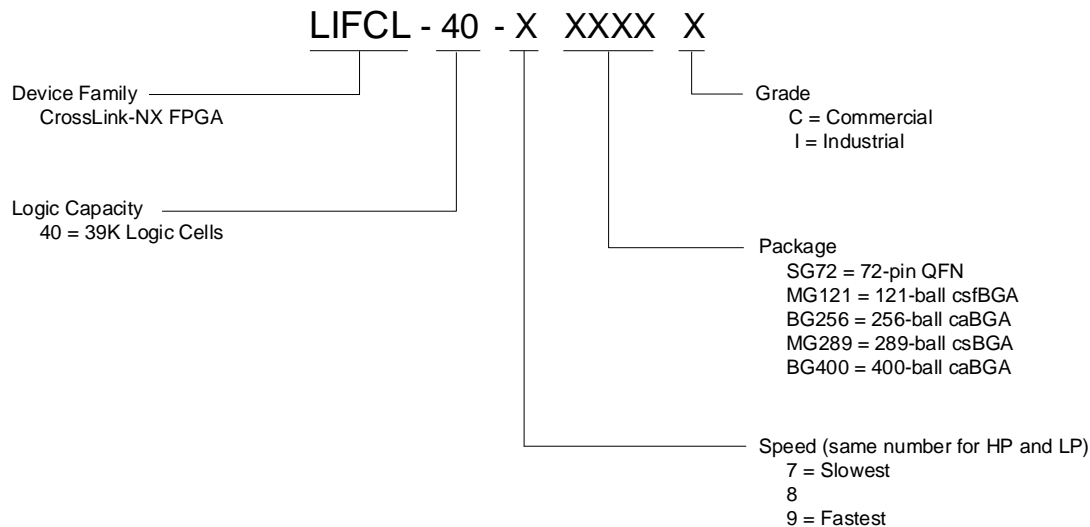 LIFCL - 40 - X XXXX X
Device Family
CrossLink-NX FPGA
Logic Capacity
40 = 39K Logic Cells
Grade
C = Commercial
I = Industrial
Package
SG72 = 72-pin QFN
MG121 = 121-ball csfBGA
BG256 = 256-ball caBGA
MG289 = 289-ball csBGA
BG400 = 400-ball caBGA
Speed (same number for HP and LP)
7 = Slowest
8
9 = Fastest